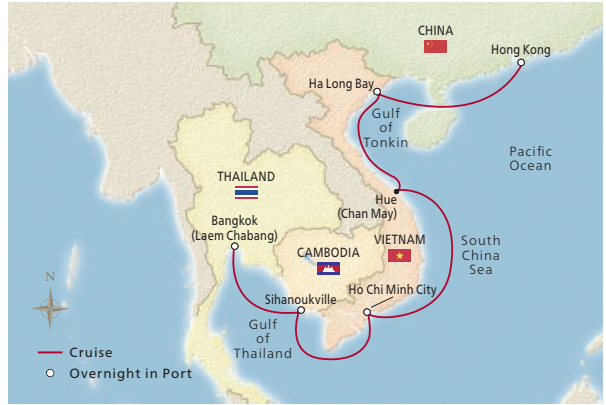 CHINA
Hong Kong
Ha Long Bay
Gulf
of
Tonkin
Pacific
Ocean
THAILAND
Hue
(Chan May)
Bangkok
(Laem Chabang)
CAMBODIA
VIETNAM
South
China
Sea
Sihanoukville
Ho Chi Minh City
Gulf
of
Thailand
N
Cruise
Overnight in Port